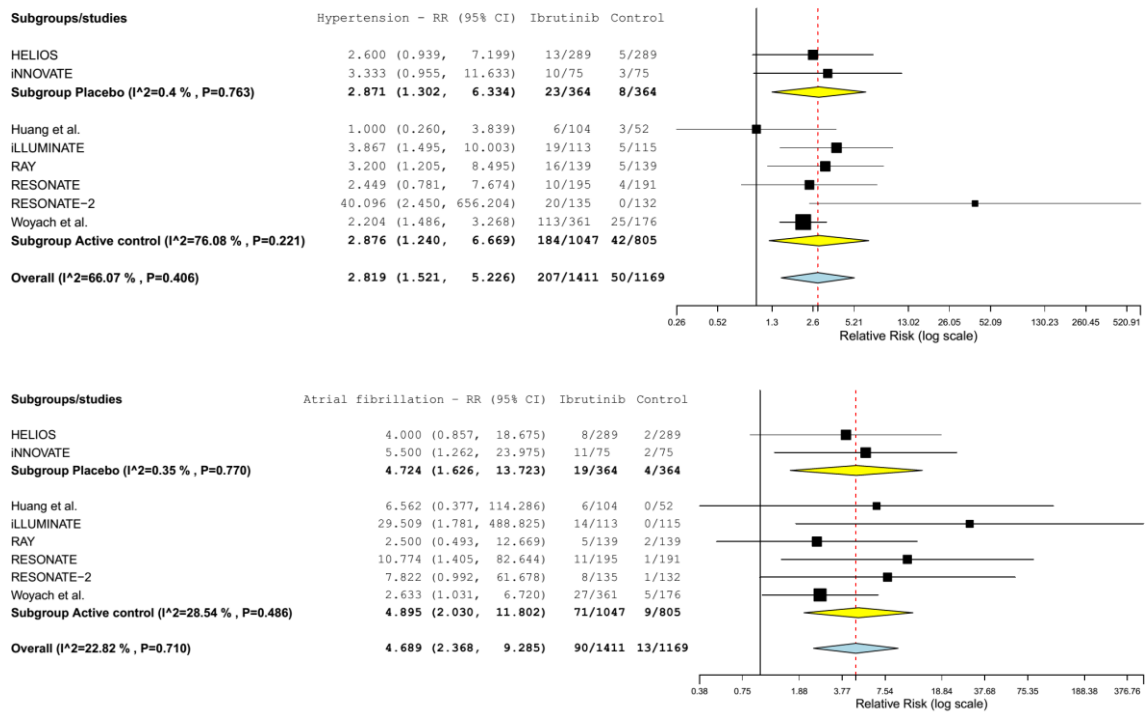 Subgroups/studies Hypertension - RR (95% CI) Ibrutinib Control
HELIOS 2.600 (0.939, 7.199) 13/289 5/289
iNNOVATE 3.333 (0.955, 11.633) 10/75 3/75
Subgroup Placebo (I^2=0.4 % , P=0.763) 2.871 (1.302, 6.334) 23/364 8/364
Huang et al. 1.000 (0.260, 3.839) 6/104 3/52
iLLUMINATE 3.867 (1.495, 10.003) 19/113 5/115
RAY 3.200 (1.205, 8.495) 16/139 5/139
RESONATE 2.449 (0.781, 7.674) 10/195 4/191
RESONATE-2 40.096 (2.450, 656.204) 20/135 0/132
Woyach et al. 2.204 (1.486, 3.268) 113/361 25/176
Subgroup Active control (I^2=76.08 % , P=0.221) 2.876 (1.240, 6.669) 184/1047 42/805
Overall (I^2=66.07 % , P=0.406) 2.819 (1.521, 5.226) 207/1411 50/1169
0.26 0.52 1.3 2.6 5.21 13.02 26.05 52.09 130.23 260.45 520.91
Relative Risk (log scale)
Subgroups/studies Atrial fibrillation - RR (95% CI) Ibrutinib Control
HELIOS 4.000 (0.857, 18.675) 8/289 2/289
iNNOVATE 5.500 (1.262, 23.975) 11/75 2/75
Subgroup Placebo (I^2=0.35 % , P=0.770) 4.724 (1.626, 13.723) 19/364 4/364
Huang et al. 6.562 (0.377, 114.286) 6/104 0/52
iLLUMINATE 29.509 (1.781, 488.825) 14/113 0/115
RAY 2.500 (0.493, 12.669) 5/139 2/139
RESONATE 10.774 (1.405, 82.644) 11/195 1/191
RESONATE-2 7.822 (0.992, 61.678) 8/135 1/132
Woyach et al. 2.633 (1.031, 6.720) 27/361 5/176
Subgroup Active control (I^2=28.54 % , P=0.486) 4.895 (2.030, 11.802) 71/1047 9/805
Overall (I^2=22.82 % , P=0.710) 4.689 (2.368, 9.285) 90/1411 13/1169
0.38 0.75 1.88 3.77 7.54 18.84 37.68 75.35 188.38 376.76
Relative Risk (log scale)